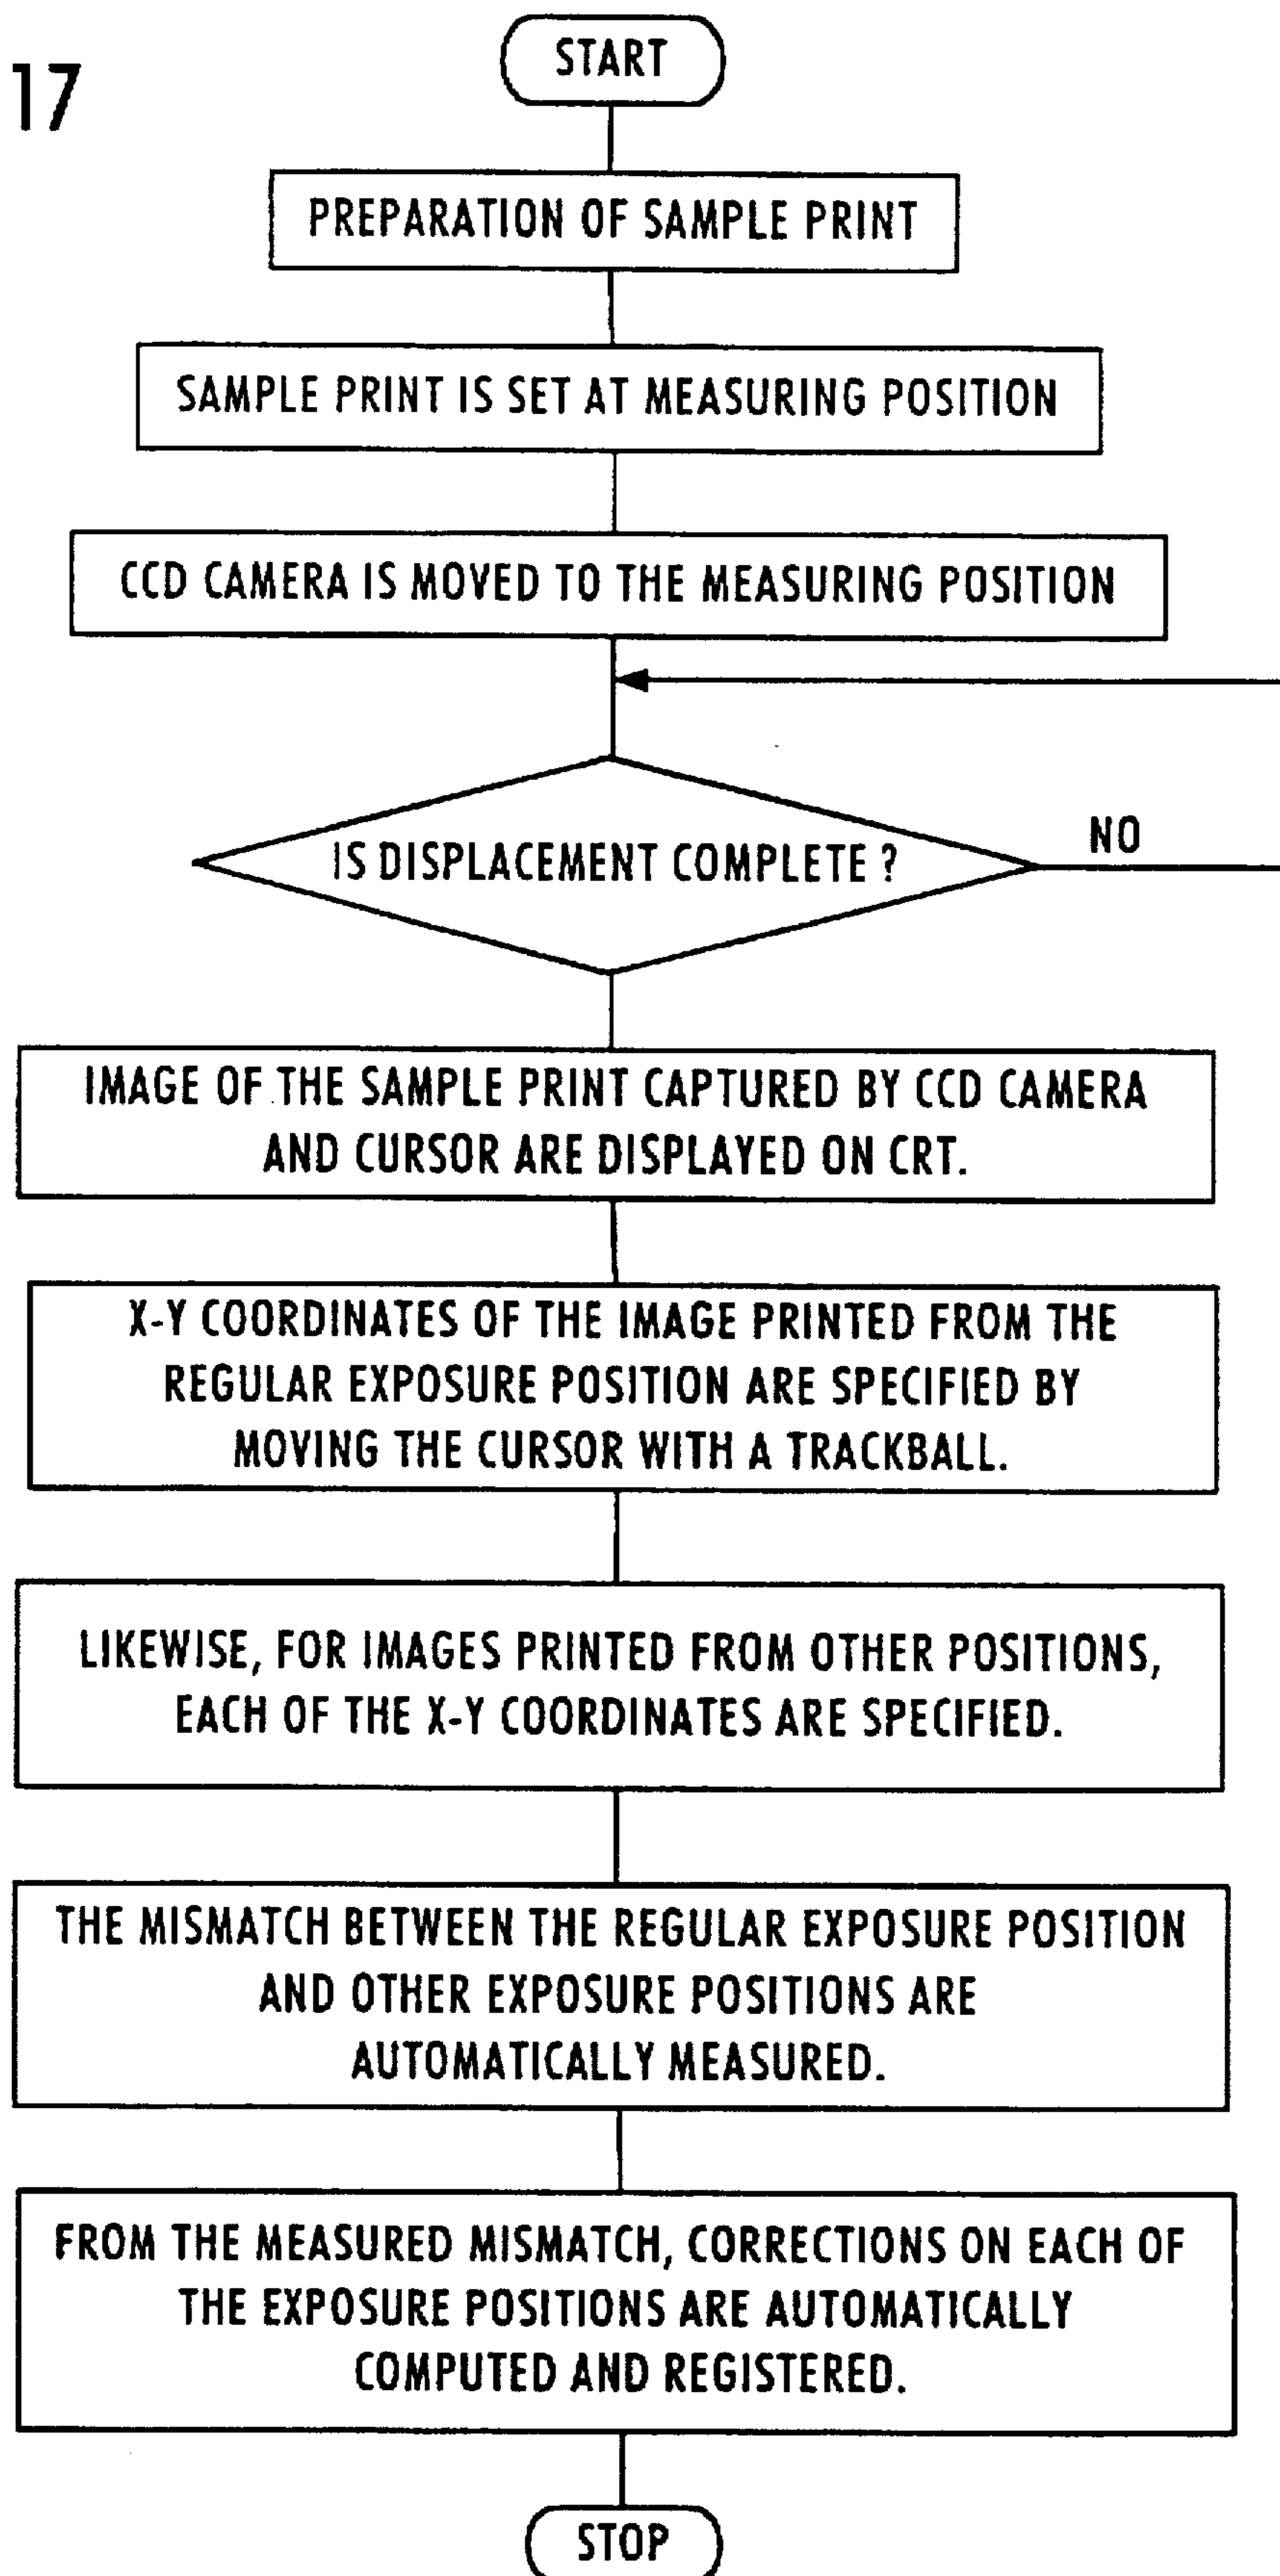 17
START
PREPARATION OF SAMPLE PRINT
SAMPLE PRINT IS SET AT MEASURING POSITION
CCD CAMERA IS MOVED TO THE MEASURING POSITION
IS DISPLACEMENT COMPLETE ?
NO
IMAGE OF THE SAMPLE PRINT CAPTURED BY CCD CAMERA
AND CURSOR ARE DISPLAYED ON CRT.
X-Y COORDINATES OF THE IMAGE PRINTED FROM THE
REGULAR EXPOSURE POSITION ARE SPECIFIED BY
MOVING THE CURSOR WITH A TRACKBALL.
LIKEWISE, FOR IMAGES PRINTED FROM OTHER POSITIONS,
EACH OF THE X-Y COORDINATES ARE SPECIFIED.
THE MISMATCH BETWEEN THE REGULAR EXPOSURE POSITION
AND OTHER EXPOSURE POSITIONS ARE
AUTOMATICALLY MEASURED.
FROM THE MEASURED MISMATCH, CORRECTIONS ON EACH OF
THE EXPOSURE POSITIONS ARE AUTOMATICALLY
COMPUTED AND REGISTERED.
STOP